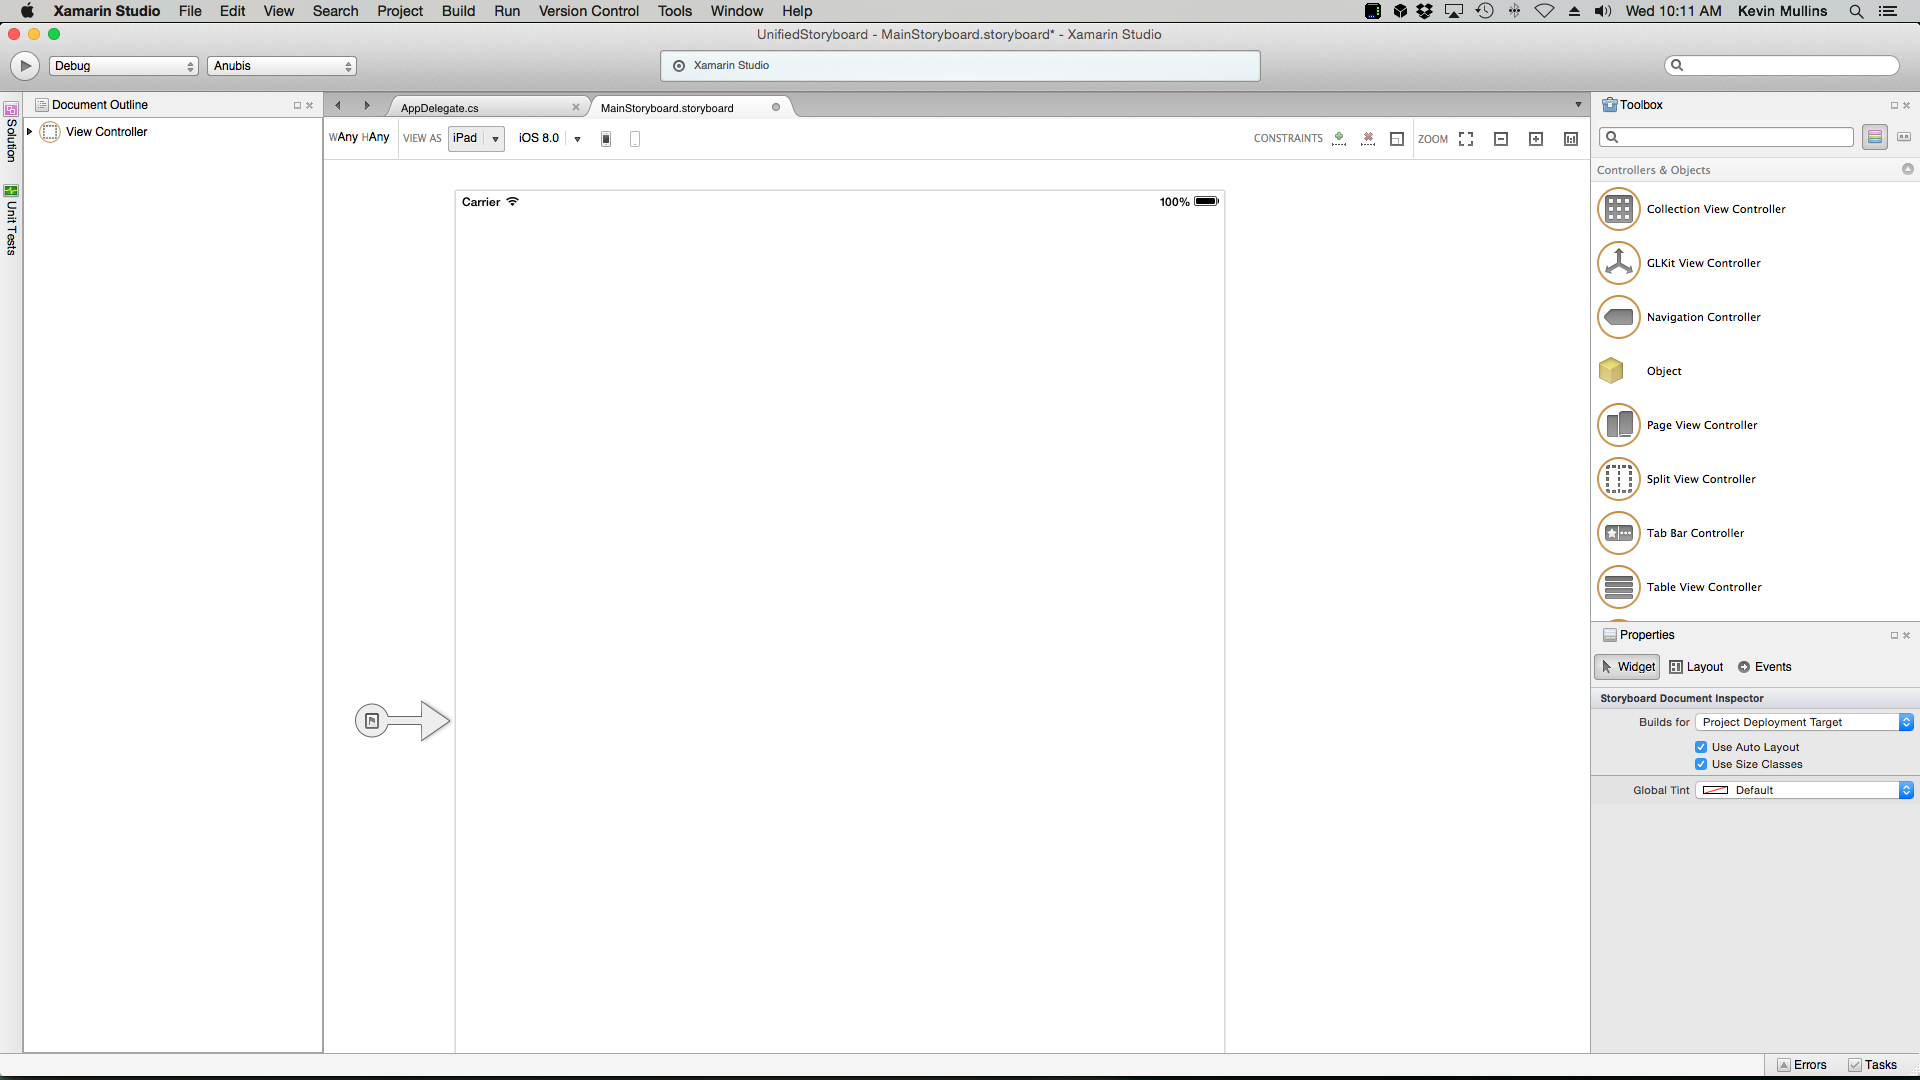 Xamarin Studio File Edit View Search Project Build Run Version Control Tools Window Help Wed 10:11 AM Kevin Mullins
UnifiedStoryboard - MainStoryboard.storyboard* - Xamarin Studio
Debug Anubis Xamarin Studio
Solution
Unit Tests
Document Outline
View Controller
AppDelegate.cs MainStoryboard.storyboard
wAny hAny VIEW AS iPad iOS 8.0 CONSTRAINTS ZOOM
Carrier 100%
Toolbox
Controllers & Objects
Collection View Controller
GLKit View Controller
Navigation Controller
Object
Page View Controller
Split View Controller
Tab Bar Controller
Table View Controller
Properties
Widget Layout Events
Storyboard Document Inspector
Builds for Project Deployment Target
Use Auto Layout
Use Size Classes
Global Tint Default
Errors Tasks